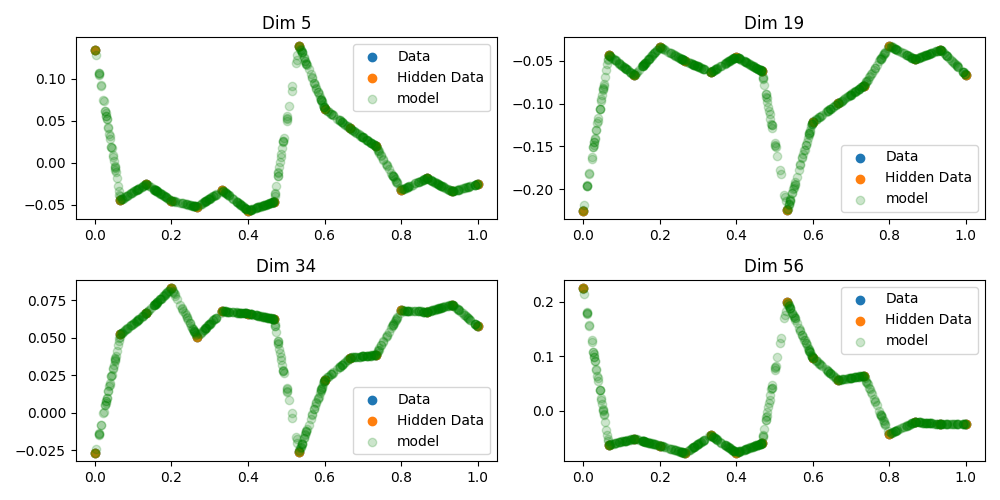 Dim 5
0.10
0.05
0.00
−0.05
Data
Hidden Data
model
0.0 0.2 0.4 0.6 0.8 1.0
Dim 19
−0.05
−0.10
−0.15
−0.20
Data
Hidden Data
model
0.0 0.2 0.4 0.6 0.8 1.0
Dim 34
0.075
0.050
0.025
0.000
−0.025
Data
Hidden Data
model
0.0 0.2 0.4 0.6 0.8 1.0
Dim 56
0.2
0.1
0.0
Data
Hidden Data
model
0.0 0.2 0.4 0.6 0.8 1.0